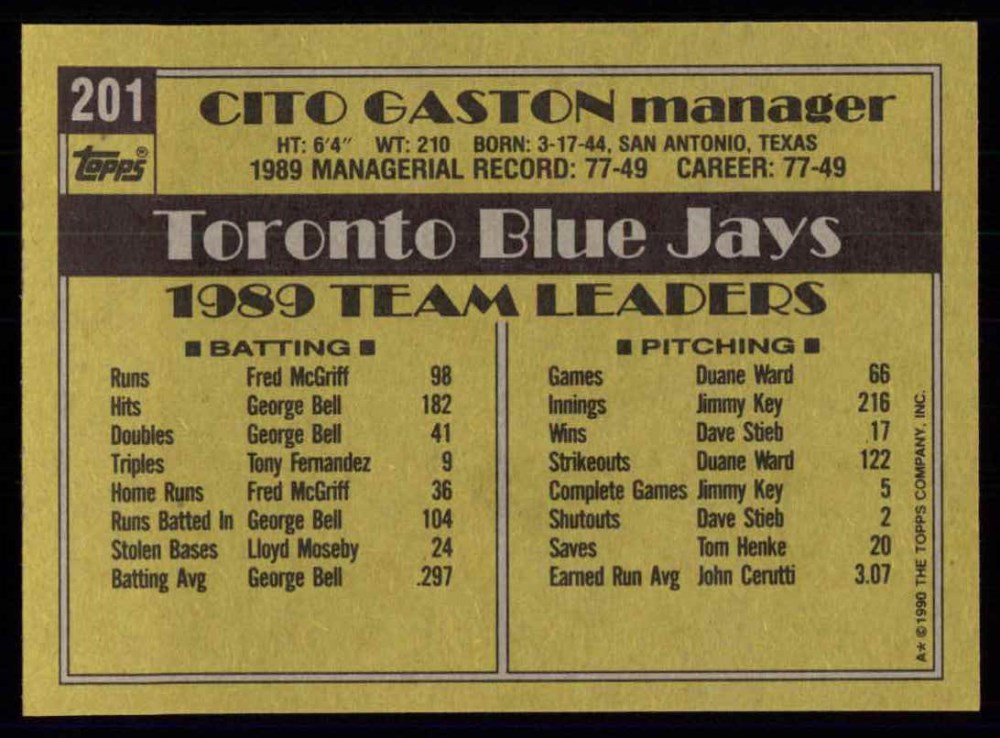 201
topps®
CITO GASTON manager
HT: 6'4" WT: 210 BORN: 3-17-44, SAN ANTONIO, TEXAS
1989 MANAGERIAL RECORD: 77-49 CAREER: 77-49
Toronto Blue Jays
1989 TEAM LEADERS
■ BATTING ■
Runs Fred McGriff 98
Hits George Bell 182
Doubles George Bell 41
Triples Tony Fernandez 9
Home Runs Fred McGriff 36
Runs Batted In George Bell 104
Stolen Bases Lloyd Moseby 24
Batting Avg George Bell .297
■ PITCHING ■
Games Duane Ward 66
Innings Jimmy Key 216
Wins Dave Stieb 17
Strikeouts Duane Ward 122
Complete Games Jimmy Key 5
Shutouts Dave Stieb 2
Saves Tom Henke 20
Earned Run Avg John Cerutti 3.07
A* © 1990 THE TOPPS COMPANY, INC.